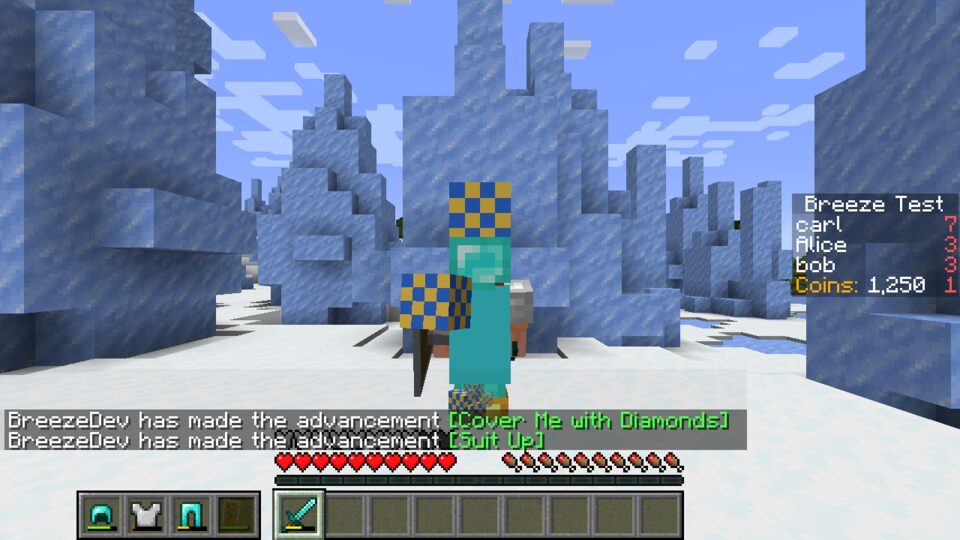 Breeze Test
carl 7
Alice 3
bob 3
Coins: 1,250 1
BreezeDev has made the advancement [Cover Me with Diamonds]
BreezeDev has made the advancement [Suit Up]